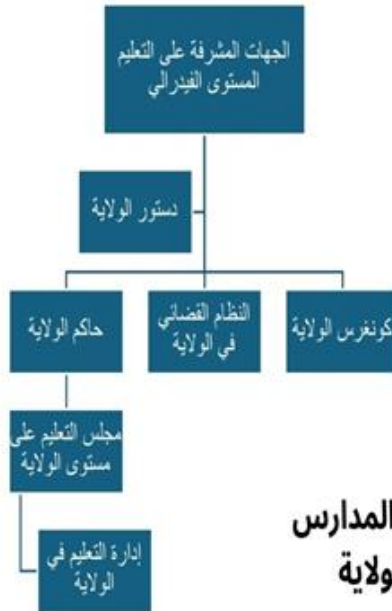 الجهات المشرفة على التعليم
المستوى الفيدرالي
دستور الولاية
كونغرس الولاية
النظام القضائي
في الولاية
حاكم الولاية
مجلس التعليم على
مستوى الولاية
إدارة التعليم في
الولاية
المدارس
ولاية